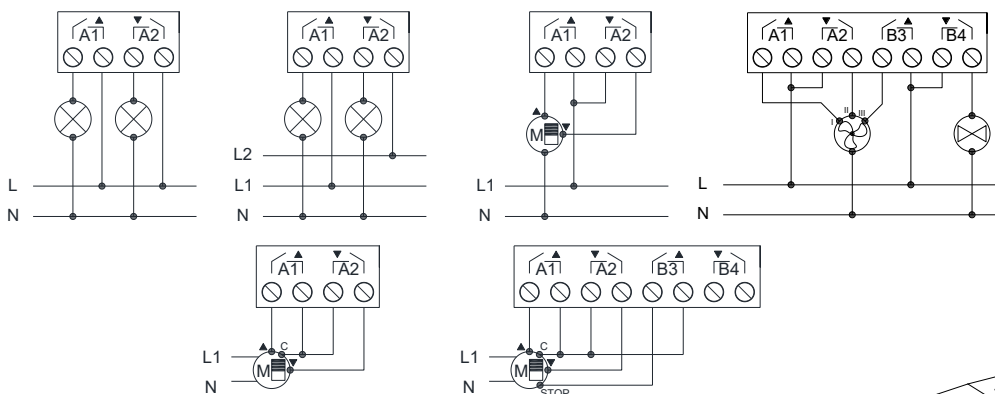 A1 A2
A1 A2
A1 A2
A1 A2 B3 B4
M
I II III
L2
L L1 L1 L
N N N N
A1 A2
A1 A2 B3 B4
L1 C
M
N
L1 C
M
N STOP